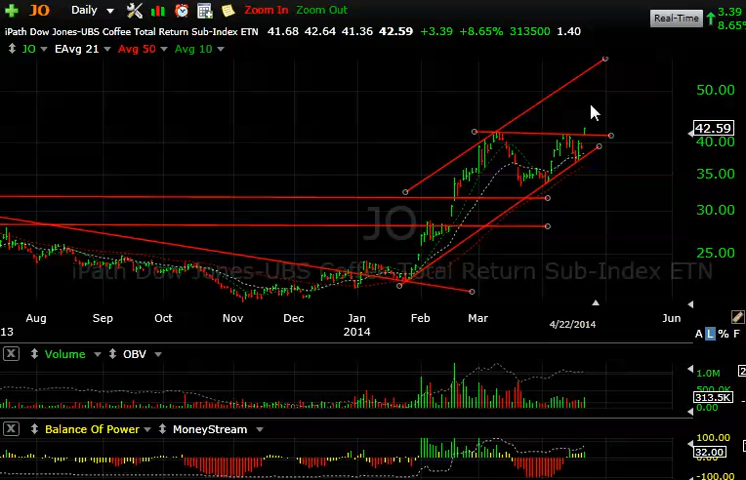 JO Daily Zoom In Zoom Out
Real-Time 3.39
8.65%
iPath Dow Jones-UBS Coffee Total Return Sub-Index ETN 41.68 42.64 41.36 42.59 +3.39 +8.65% 313500 1.40
JO EAvg 21 Avg 50 Avg 10
50.00
42.59
40.00
35.00
30.00
25.00
JO
iPath Dow Jones-UBS Coffee Total Return Sub-Index ETN
13 Aug Sep Oct Nov Dec 2014 Feb Mar 4/22/2014 Jun
A L % F
X Volume OBV
1.0M
500.0K
313.5K
X Balance Of Power MoneyStream
100.00
32.00
-100.00